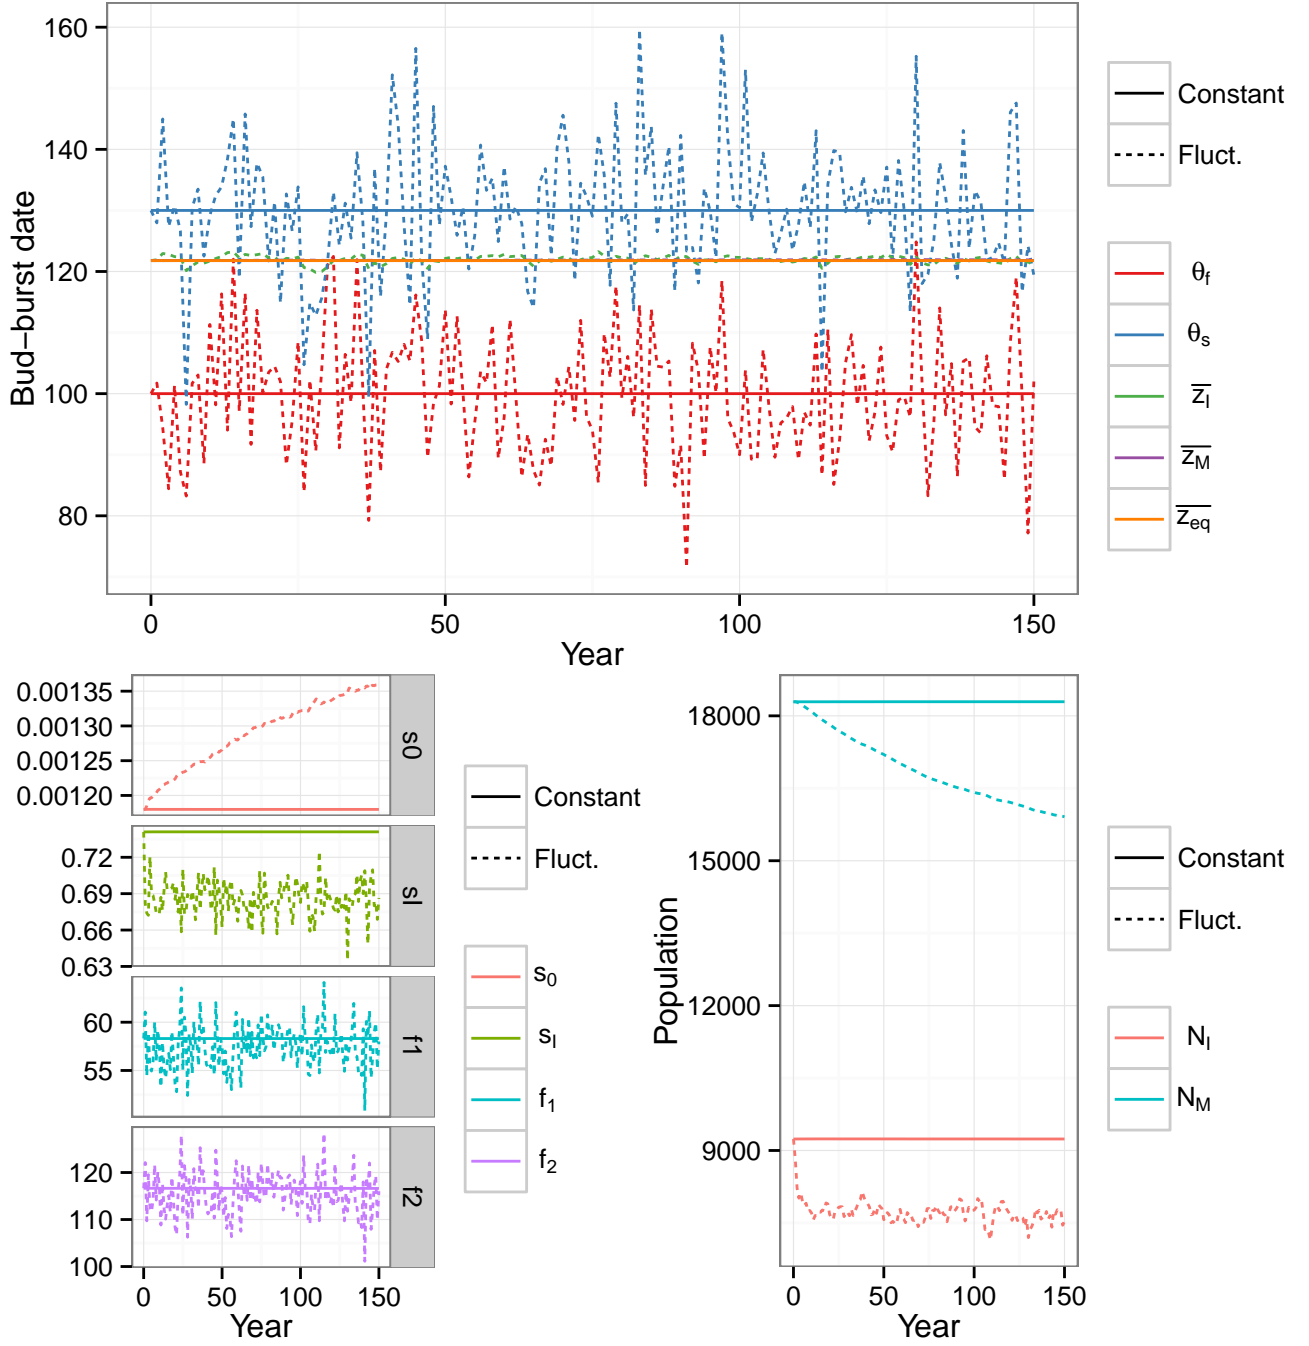 160
140
120
100
80
Bud−burst date
0
50
100
150
Year
Constant
Fluct.
θf
θs
zI
zM
zeq
0.00135
0.00130
0.00125
0.00120
s0
0.72
0.69
0.66
0.63
sI
60
55
f1
120
110
100
f2
0
50
100
150
Year
Constant
Fluct.
s0
sI
f1
f2
18000
15000
12000
9000
Population
0
50
100
150
Year
Constant
Fluct.
NI
NM